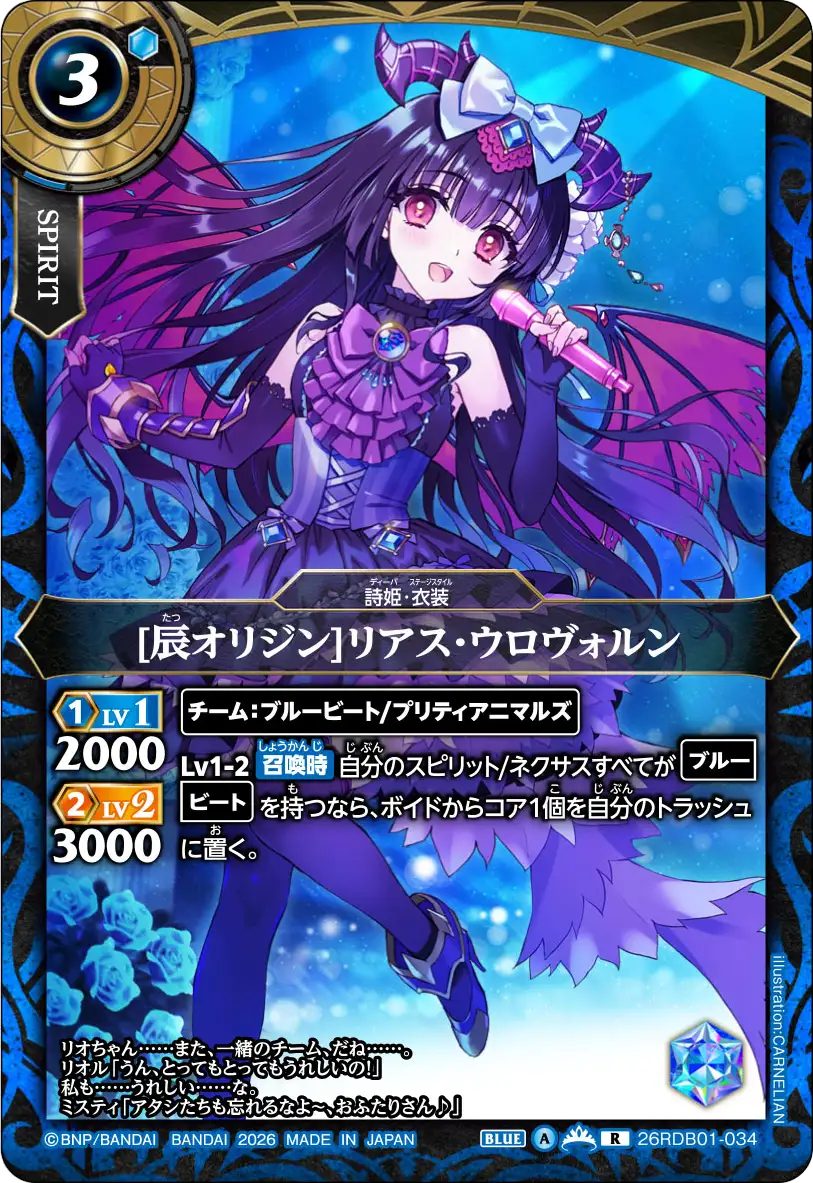 3
SPIRIT
ディーバ ステージスタイル
詩姫・衣装
たつ
[辰オリジン]リアス・ウロヴォルン
1 LV1
2000
2 LV2
3000
チーム:ブルービート/プリティアニマルズ
しょうかんじ じぶん
Lv1-2 召喚時 自分のスピリット/ネクサスすべてが ブルー
も こ じぶん
ビート を持つなら、ボイドからコア1個を自分のトラッシュ
お
に置く。
リオちゃん……また、一緒のチーム、だね……。
リオル「うん、とってもとってもうれしいの!」
私も……うれしい……な。
ミスティ「アタシたちも忘れるなよ〜、おふたりさん♪」
illustration:CARNELIAN
©BNP/BANDAI BANDAI 2026 MADE IN JAPAN
BLUE A R 26RDB01-034